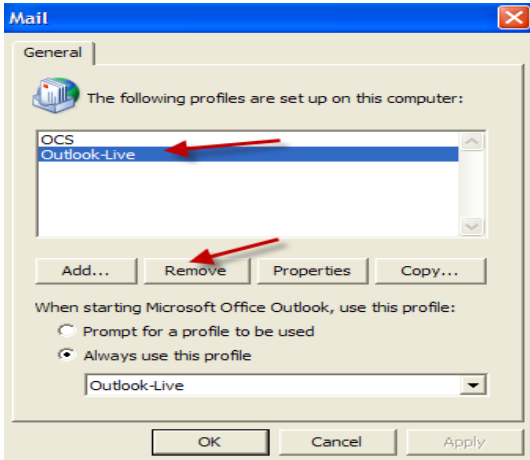 Mail
General
The following profiles are set up on this computer:
OCS
Outlook-Live
Add... Remove Properties Copy...
When starting Microsoft Office Outlook, use this profile:
Prompt for a profile to be used
Always use this profile
Outlook-Live
OK Cancel Apply